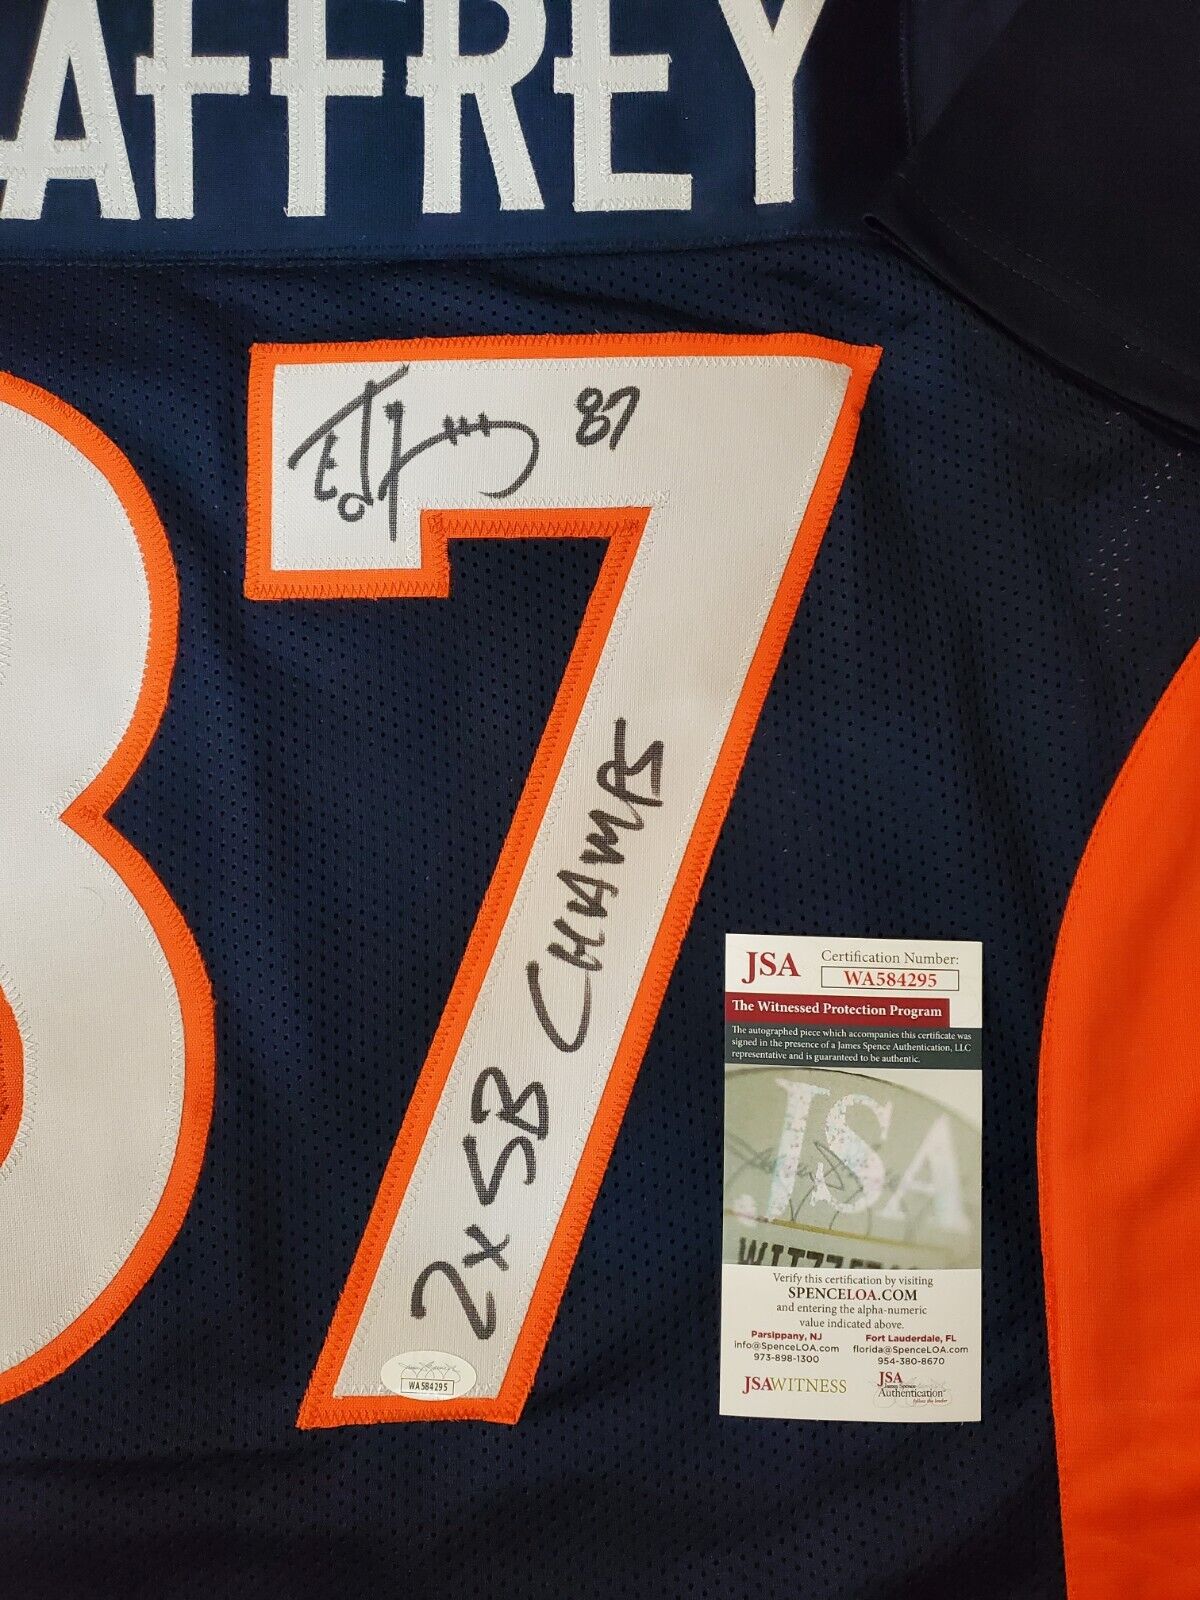 AFFREY
87
87
2x SB CHAMPS
WA584295
JSA
Certification Number:
WA584295
The Witnessed Protection Program
The autographed piece which accompanies this certificate was
signed in the presence of a James Spence Authentication, LLC
representative and is guaranteed to be authentic.
JSA
Verify this certification by visiting
SPENCELOA.COM
and entering the alpha-numeric
value indicated above.
Parsippany, NJ
info@SpenceLOA.com
973-898-1300
Fort Lauderdale, FL
florida@SpenceLOA.com
954-380-8670
JSAWITNESS
JSA
James Spence
Authentication